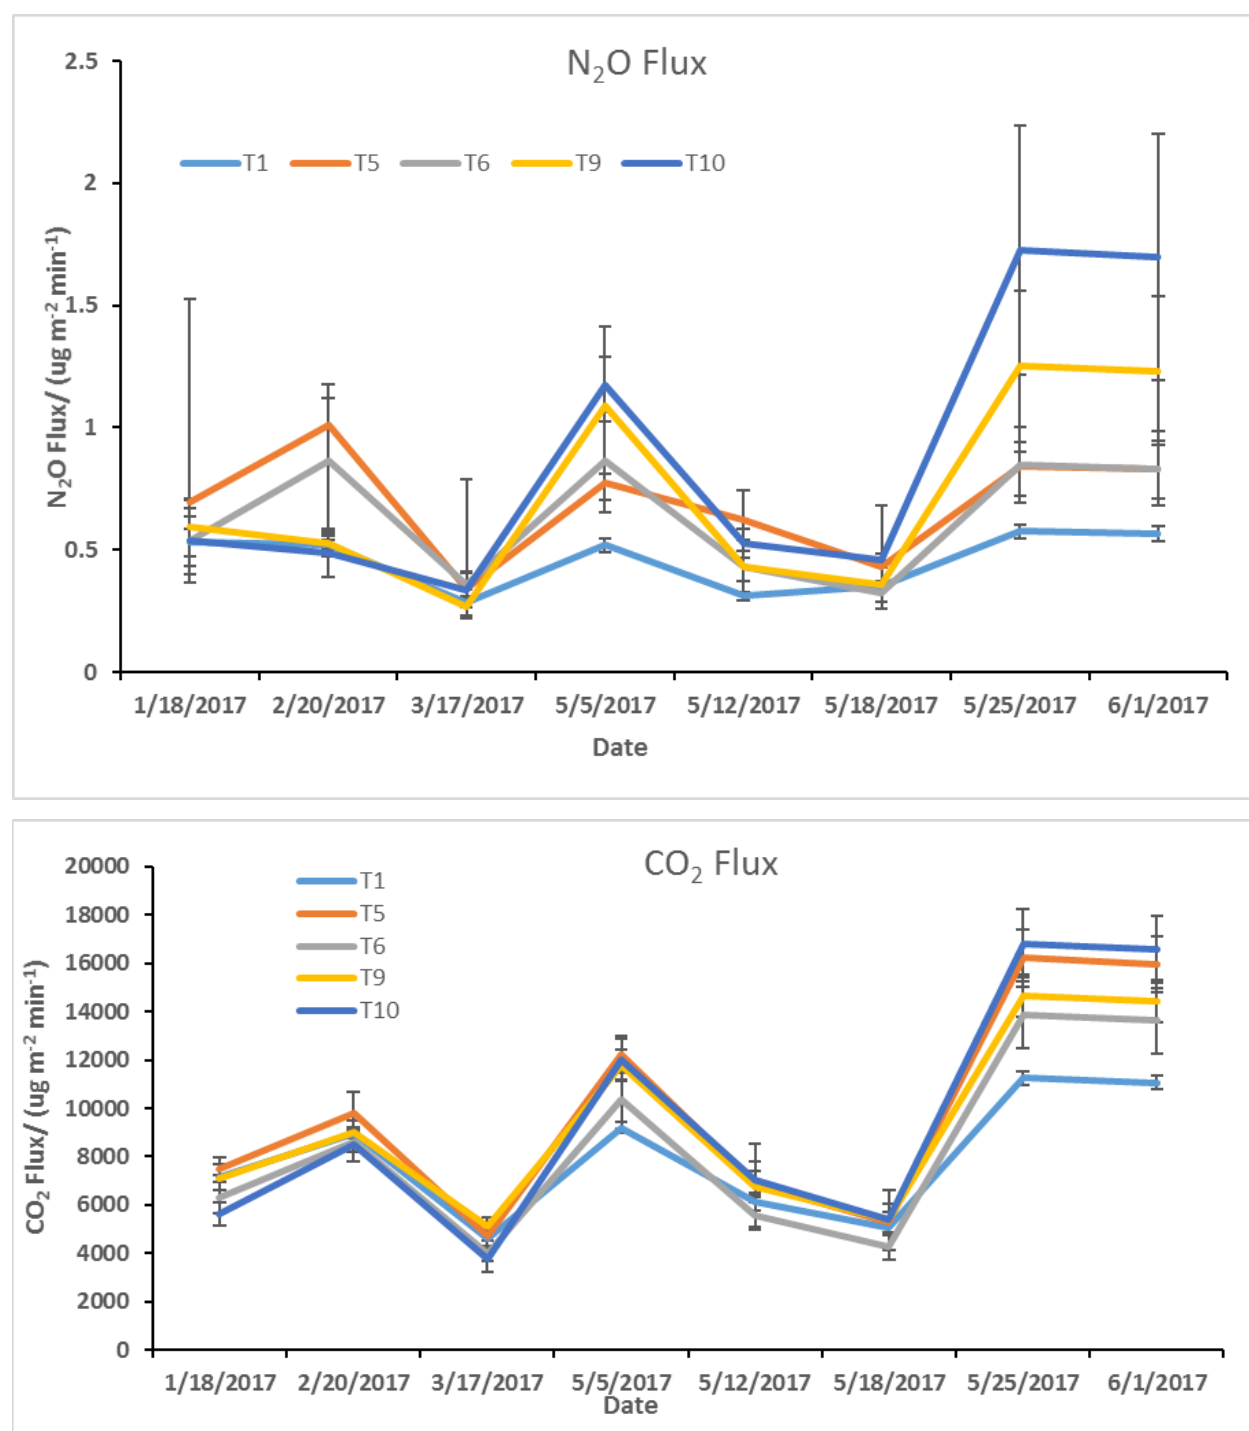 N₂O Flux
2.5
2
1.5
1
0.5
0
N₂O Flux/ (ug m⁻² min⁻¹)
T1 T5 T6 T9 T10
1/18/2017 2/20/2017 3/17/2017 5/5/2017 5/12/2017 5/18/2017 5/25/2017 6/1/2017
Date
CO₂ Flux
20000
18000
16000
14000
12000
10000
8000
6000
4000
2000
0
CO₂ Flux/ (ug m⁻² min⁻¹)
T1
T5
T6
T9
T10
1/18/2017 2/20/2017 3/17/2017 5/5/2017 5/12/2017 5/18/2017 5/25/2017 6/1/2017
Date